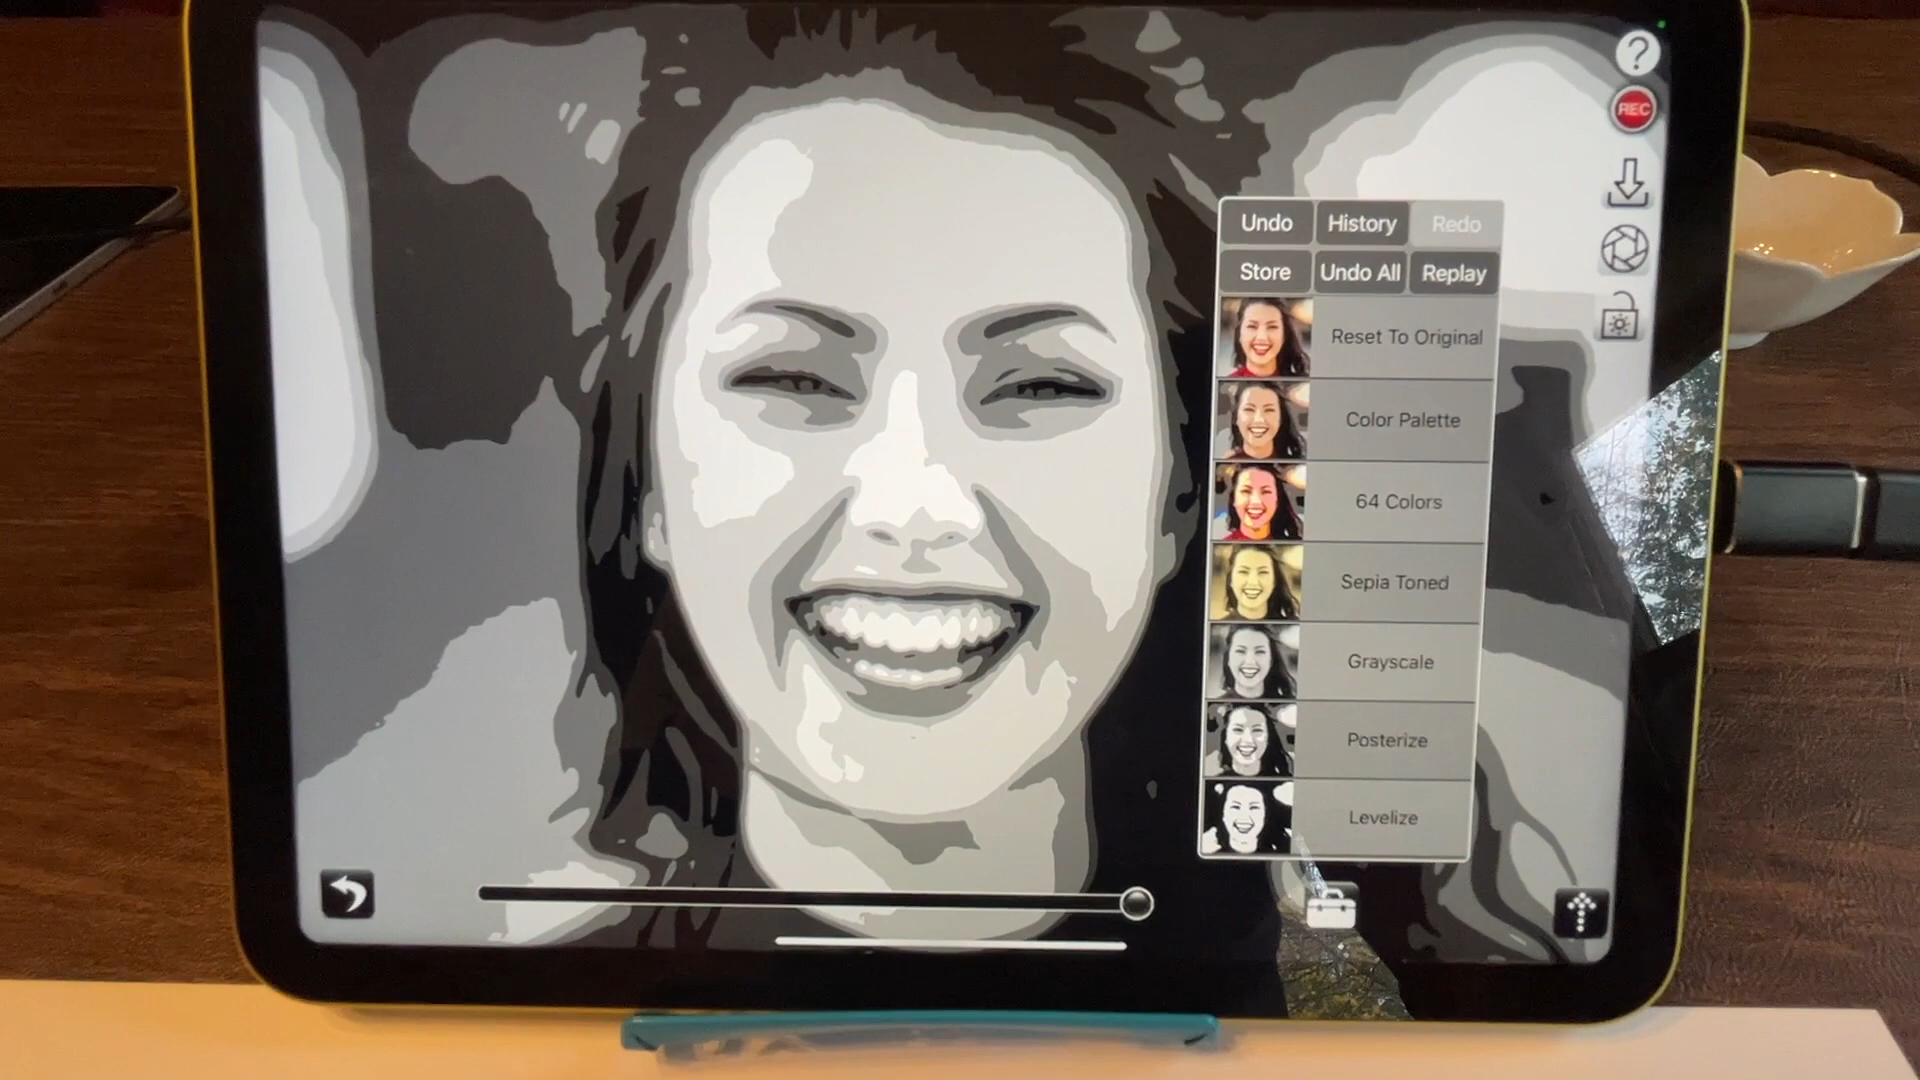 ?
REC
Undo History Redo
Store Undo All Replay
Reset To Original
Color Palette
64 Colors
Sepia Toned
Grayscale
Posterize
Levelize